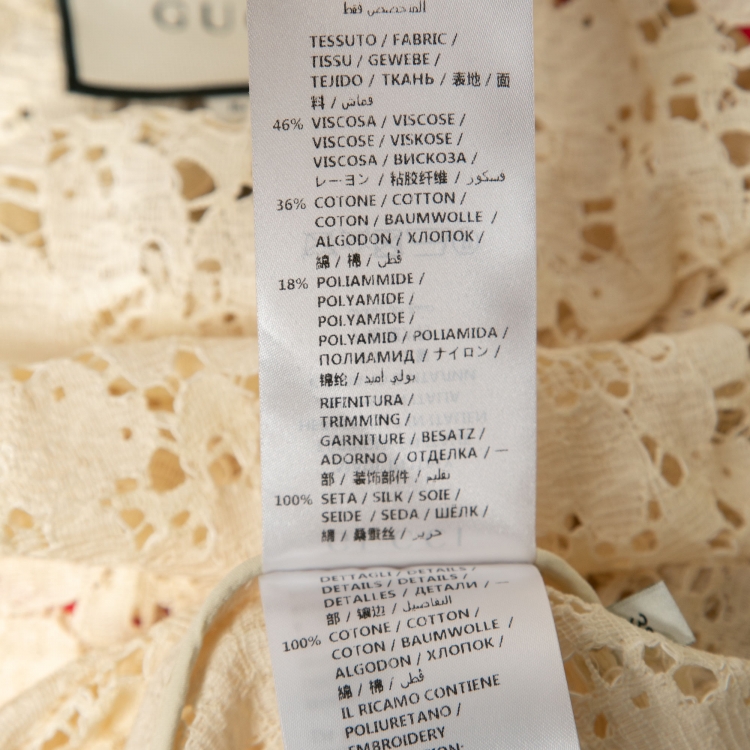 GUC
المتخصص فقط
TESSUTO / FABRIC /
TISSU / GEWEBE /
TEJIDO / ТКАНЬ / 表地 / 面
料 / قماش
46% VISCOSA / VISCOSE /
VISCOSE / VISKOSE /
VISCOSA / ВИСКОЗА /
レーヨン / 粘胶纤维 / فسكوز
36% COTONE / COTTON /
COTON / BAUMWOLLE /
ALGODON / ХЛОПОК /
綿 / 棉 / قطن
18% POLIAMMIDE /
POLYAMIDE /
POLYAMIDE /
POLYAMID / POLIAMIDA /
ПОЛИАМИД / ナイロン /
锦纶 / بولي أميد
RIFINITURA /
TRIMMING /
GARNITURE / BESATZ /
ADORNO / ОТДЕЛКА / 一
部 / 装饰部件 / تقليم
100% SETA / SILK / SOIE /
SEIDE / SEDA / ШЁЛК /
絹 / 桑蚕丝 / حرير
DETTAGLI / DETAILS /
DETAILS / DETAILS /
DETALLES / ДЕТАЛИ / 一
部 / 镶边 / التفاصيل
100% COTONE / COTTON /
COTON / BAUMWOLLE /
ALGODON / ХЛОПОК /
綿 / 棉 / قطن
IL RICAMO CONTIENE
POLIURETANO /
EMBROIDERY